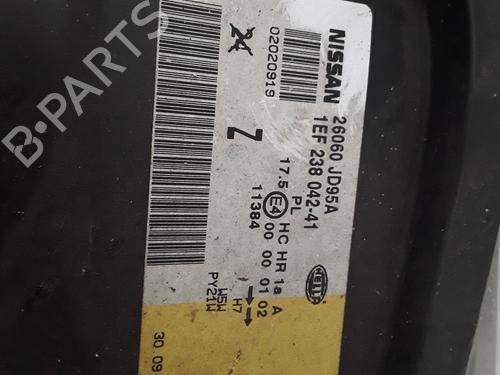 NISSAN
26060 JD95A
1EF 238 042-41
02020919
Z
PL
17.5 E4 HC HR 1a A
00 00 01 02
11384
HELLA
H7
W5W
PY21W
30.09
B-PARTS